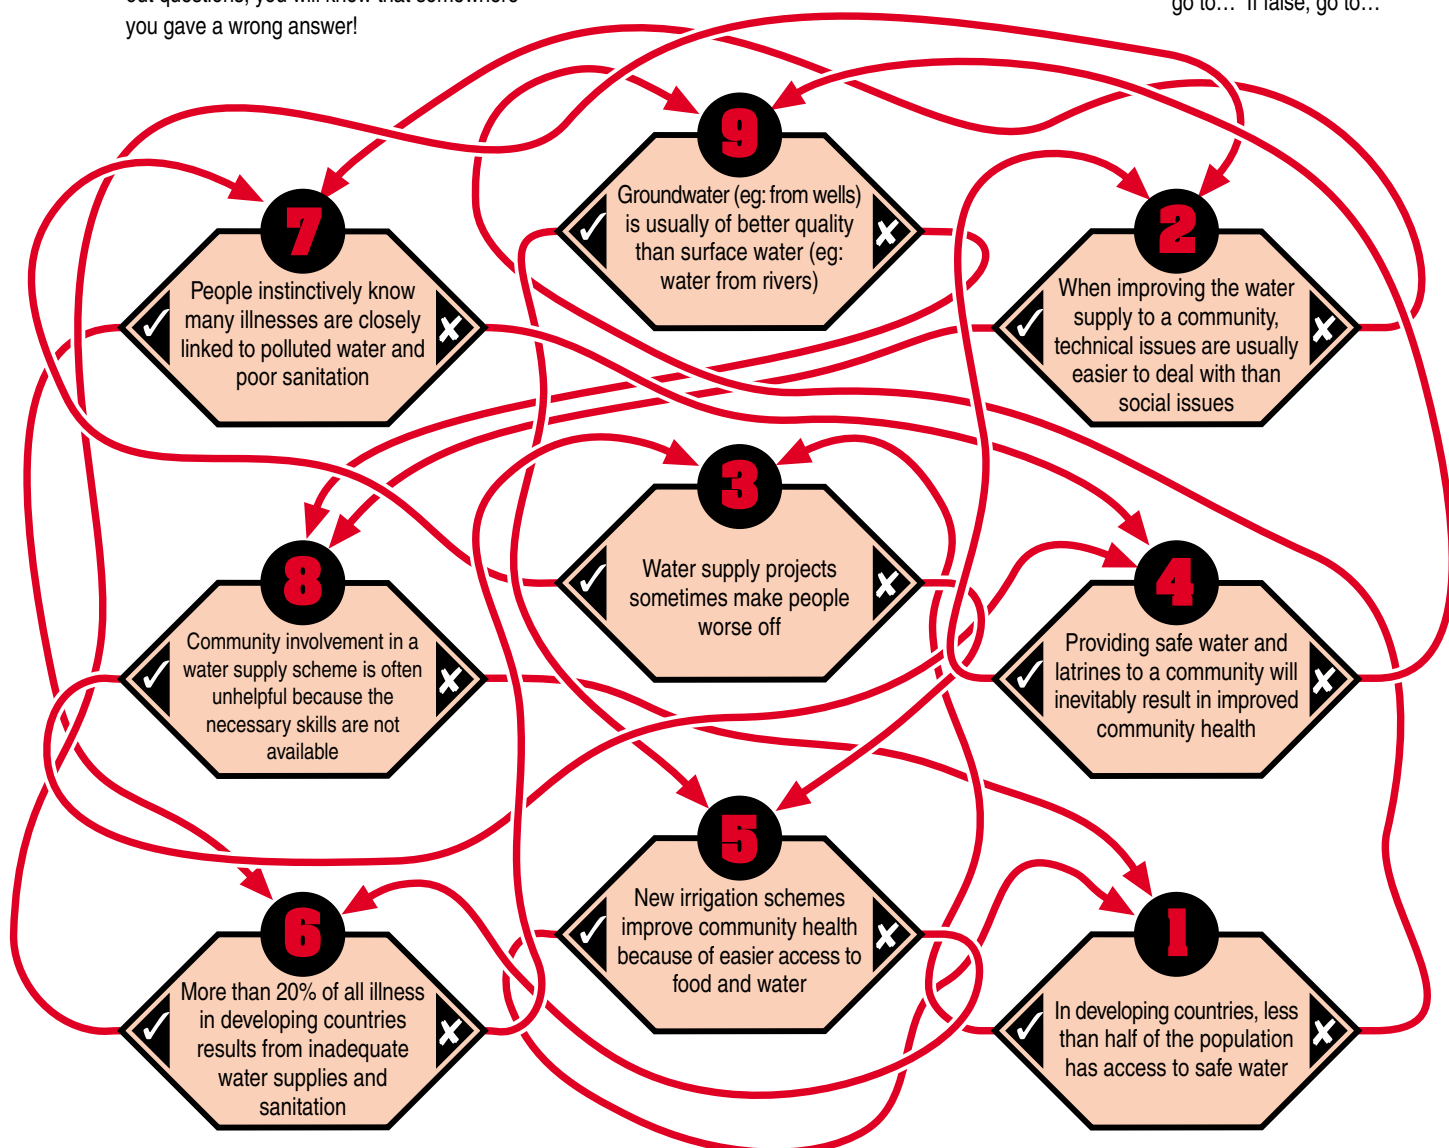 go to…  If false, go to…
you gave a wrong answer!
9
Groundwater (eg: from wells)
is usually of better quality
than surface water (eg:
water from rivers)
7
People instinctively know
many illnesses are closely
linked to polluted water and
poor sanitation
2
When improving the water
supply to a community,
technical issues are usually
easier to deal with than
social issues
3
Water supply projects
sometimes make people
worse off
8
Community involvement in a
water supply scheme is often
unhelpful because the
necessary skills are not
available
4
Providing safe water and
latrines to a community will
inevitably result in improved
community health
5
New irrigation schemes
improve community health
because of easier access to
food and water
6
More than 20% of all illness
in developing countries
results from inadequate
water supplies and
sanitation
1
In developing countries, less
than half of the population
has access to safe water